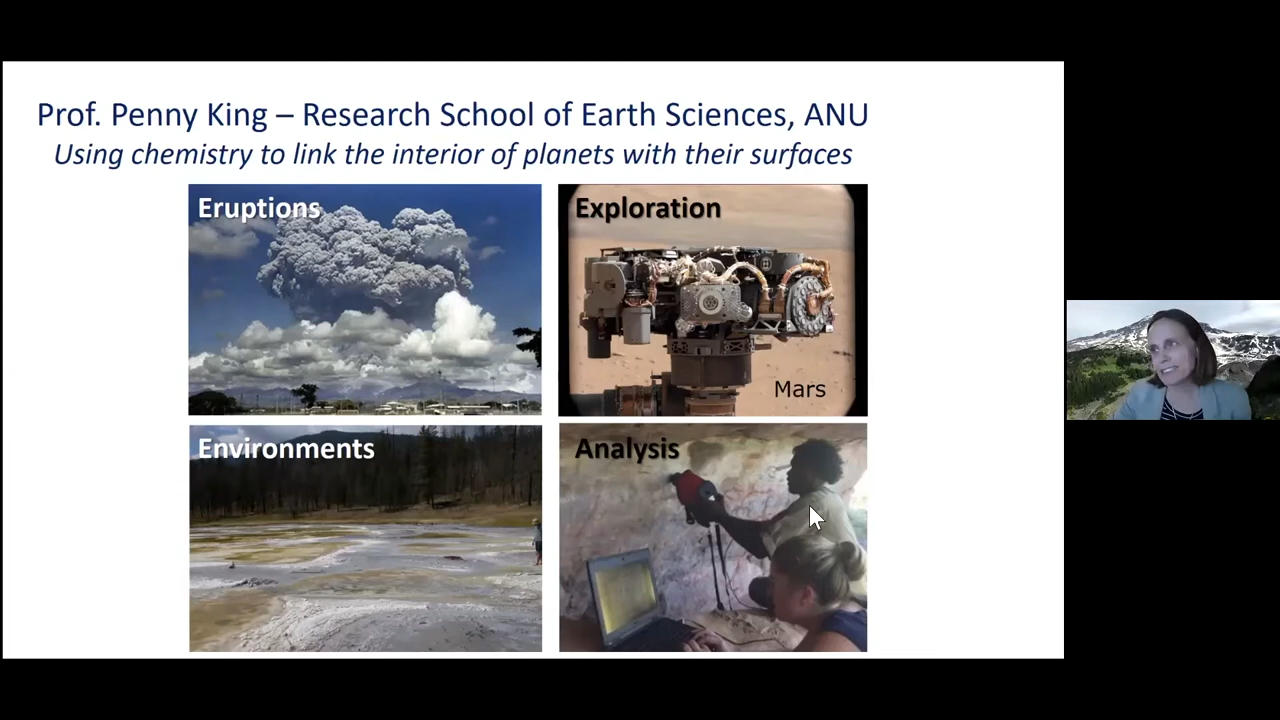 Prof. Penny King – Research School of Earth Sciences, ANU
Using chemistry to link the interior of planets with their surfaces
Eruptions
Exploration
Mars
Environments
Analysis